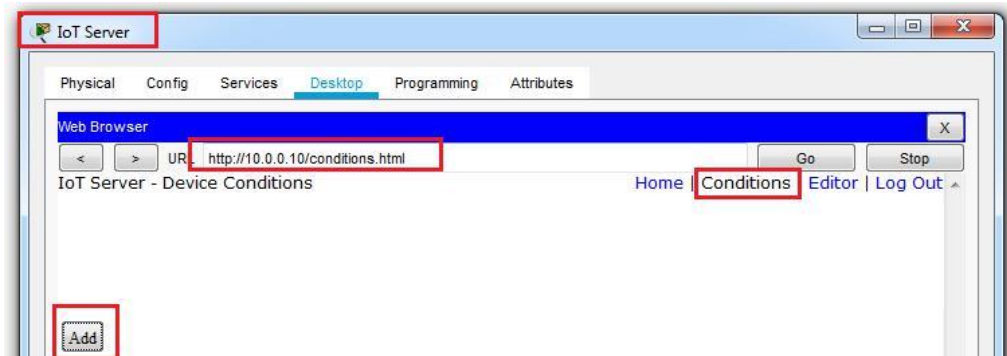 IoT Server
Physical Config Services Desktop Programming Attributes
Web Browser X
< > URL http://10.0.0.10/conditions.html Go Stop
IoT Server - Device Conditions Home | Conditions Editor | Log Out
Add